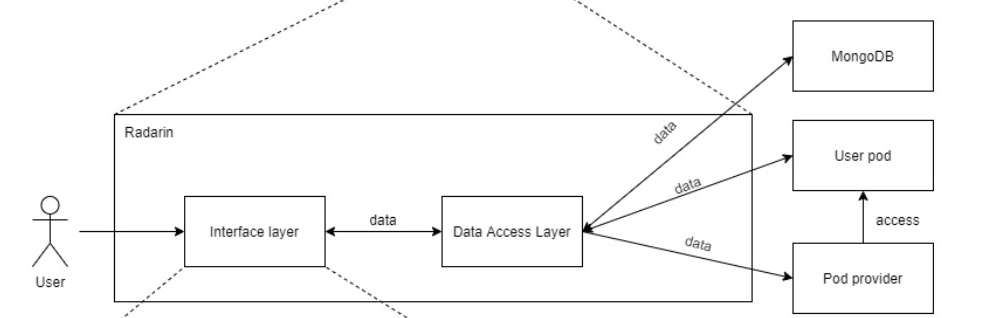 MongoDB
Radarin
data
User pod
data
access
data
Interface layer
Data Access Layer
data
Pod provider
User